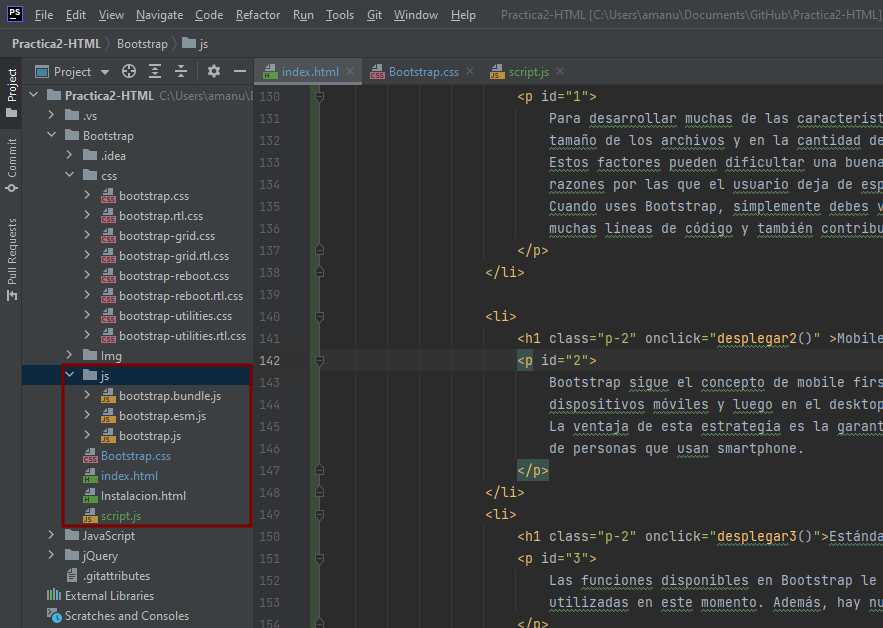 PS File Edit View Navigate Code Refactor Run Tools Git Window Help Practica2-HTML [C:\Users\amanu\Documents\GitHub\Practica2-HTML]
Practica2-HTML Bootstrap js
Project
Commit
Pull Requests
Project
Practica2-HTML C:\Users\amanu\
.vs
Bootstrap
.idea
css
bootstrap.css
bootstrap.rtl.css
bootstrap-grid.css
bootstrap-grid.rtl.css
bootstrap-reboot.css
bootstrap-reboot.rtl.css
bootstrap-utilities.css
bootstrap-utilities.rtl.css
Img
js
bootstrap.bundle.js
bootstrap.esm.js
bootstrap.js
Bootstrap.css
index.html
Instalacion.html
script.js
JavaScript
jQuery
.gitattributes
External Libraries
Scratches and Consoles
index.html Bootstrap.css script.js
130 <p id="1">
131 Para desarrollar muchas de las característ
132 tamaño de los archivos y en la cantidad de
133 Estos factores pueden dificultar una buena
134 razones por las que el usuario deja de esp
135 Cuando uses Bootstrap, simplemente debes v
136 muchas líneas de código y también contribu
137 </p>
138 </li>
139
140 <li>
141 <h1 class="p-2" onclick="desplegar2()" >Mobile
142 <p id="2">
143 Bootstrap sigue el concepto de mobile firs
144 dispositivos móviles y luego en el desktop
145 La ventaja de esta estrategia es la garant
146 de personas que usan smartphone.
147 </p>
148 </li>
149 <li>
150 <h1 class="p-2" onclick="desplegar3()">Estánda
151 <p id="3">
152 Las funciones disponibles en Bootstrap le
153 utilizadas en este momento. Además, hay nu
154 </p>